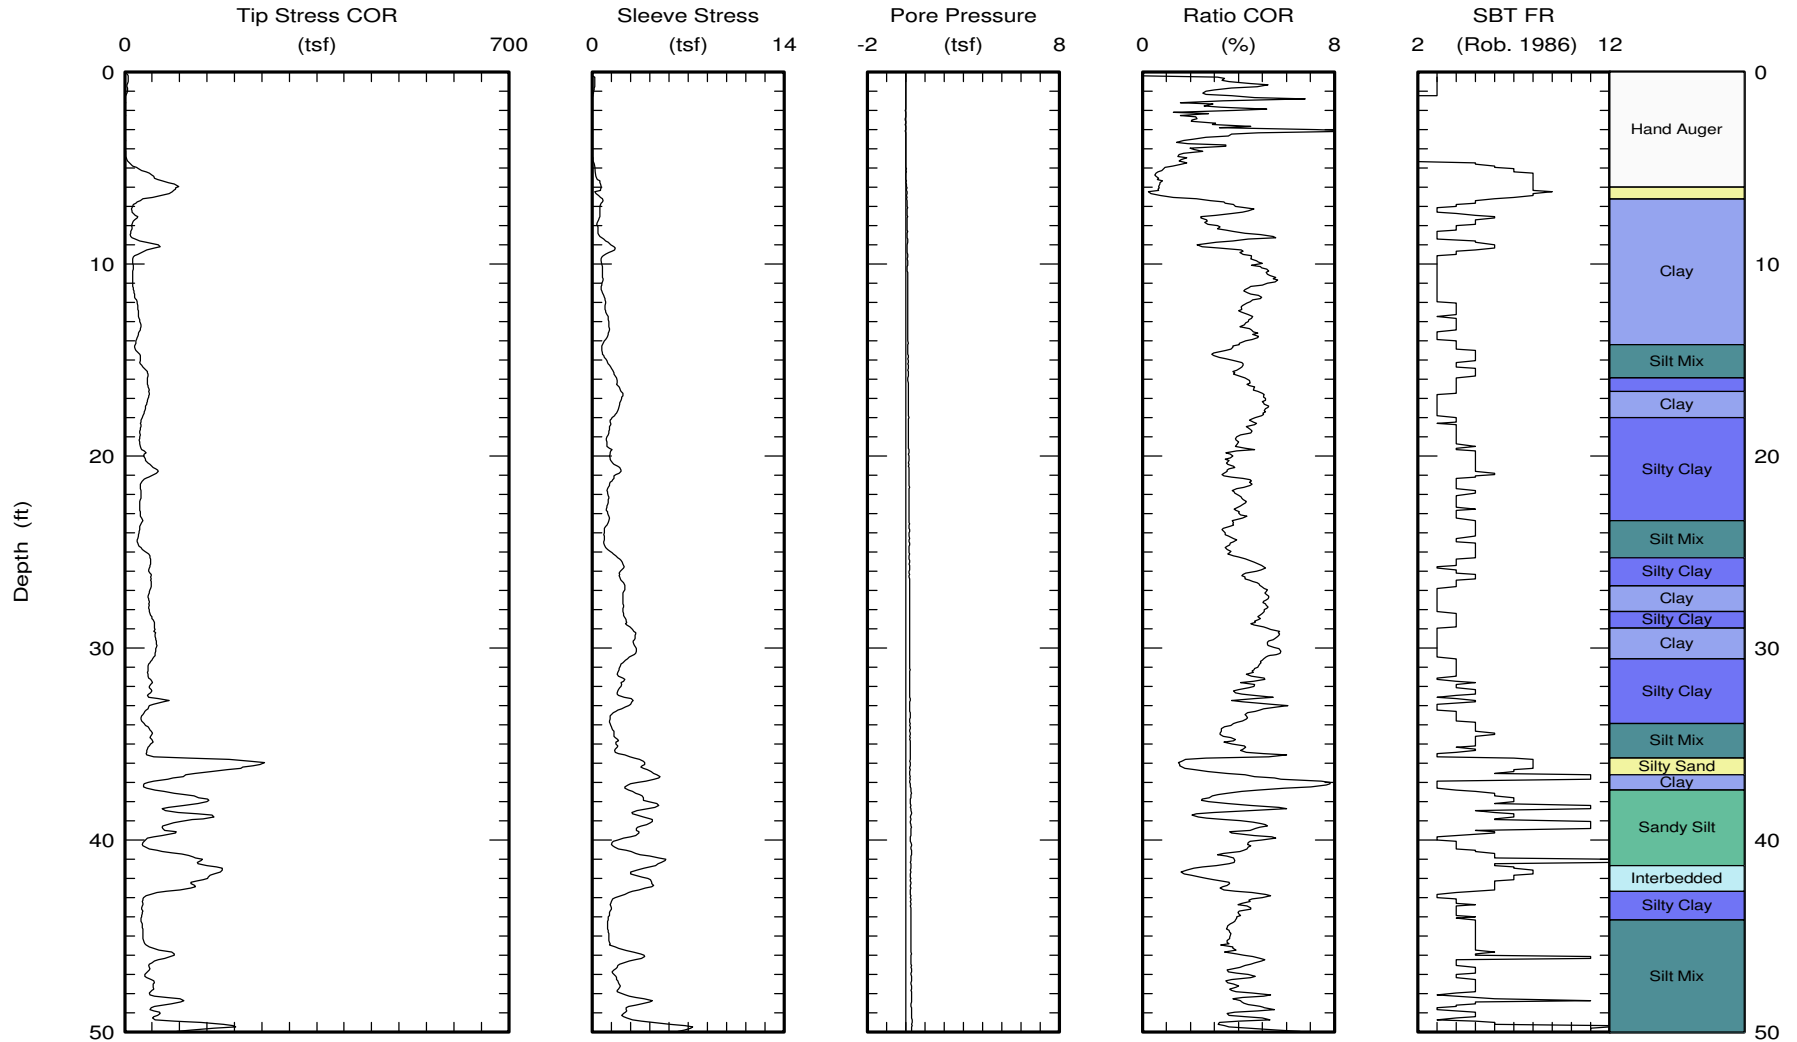 Tip Stress COR Sleeve Stress Pore Pressure Ratio COR SBT FR
0 (tsf) 700 0 (tsf) 14 -2 (tsf) 8 0 (%) 8 2 (Rob. 1986) 12
0 0
Hand Auger
10 Clay 10
Silt Mix
Clay
20 20
Silty Clay
Depth (ft)
Silt Mix
Silty Clay
Clay
Silty Clay
30 Clay 30
Silty Clay
Silt Mix
Silty Sand
Clay
Sandy Silt
40 40
Interbedded
Silty Clay
Silt Mix
50 50